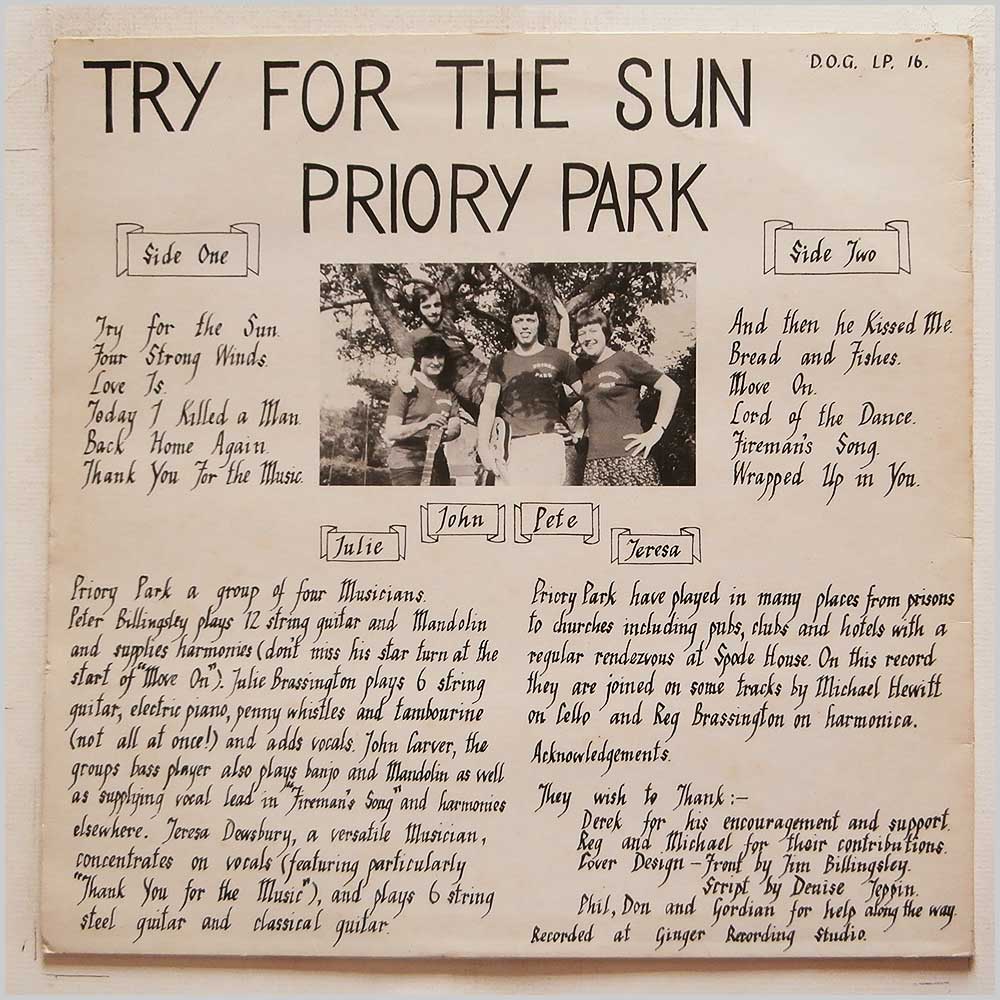 D.O.G. LP. 16.
TRY FOR THE SUN
PRIORY PARK
Side One
Try for the Sun.
Four Strong Winds.
Love Is.
Today I Killed a Man.
Back Home Again.
Thank You For the Music.
Side Two
And then he Kissed Me.
Bread and Fishes.
Move On.
Lord of the Dance.
Fireman's Song.
Wrapped Up in You.
PRIORY
PARK
Julie
John
Pete
Teresa
Priory Park a group of four Musicians.
Peter Billingsley plays 12 string guitar and Mandolin
and supplies harmonies (don't miss his star turn at the
start of "Move On"). Julie Brassington plays 6 string
guitar, electric piano, penny whistles and tambourine
(not all at once!) and adds vocals. John Carver, the
groups bass player also plays banjo and Mandolin as well
as supplying vocal lead in "Fireman's Song" and harmonies
elsewhere. Teresa Dewsbury, a versatile Musician,
concentrates on vocals (featuring particularly
"Thank You for the Music"), and plays 6 string
steel guitar and classical guitar.
Priory Park have played in many places from prisons
to churches including pubs, clubs and hotels with a
regular rendezvous at Spode House. On this record
they are joined on some tracks by Michael Hewitt
on Cello and Reg Brassington on harmonica.
Acknowledgements.
They wish to Thank:-
Derek for his encouragement and support.
Reg and Michael for their contributions.
Cover Design - Front by Jim Billingsley.
Script by Denise Teppin.
Phil, Don and Gordian for help along the way.
Recorded at Ginger Recording Studio.